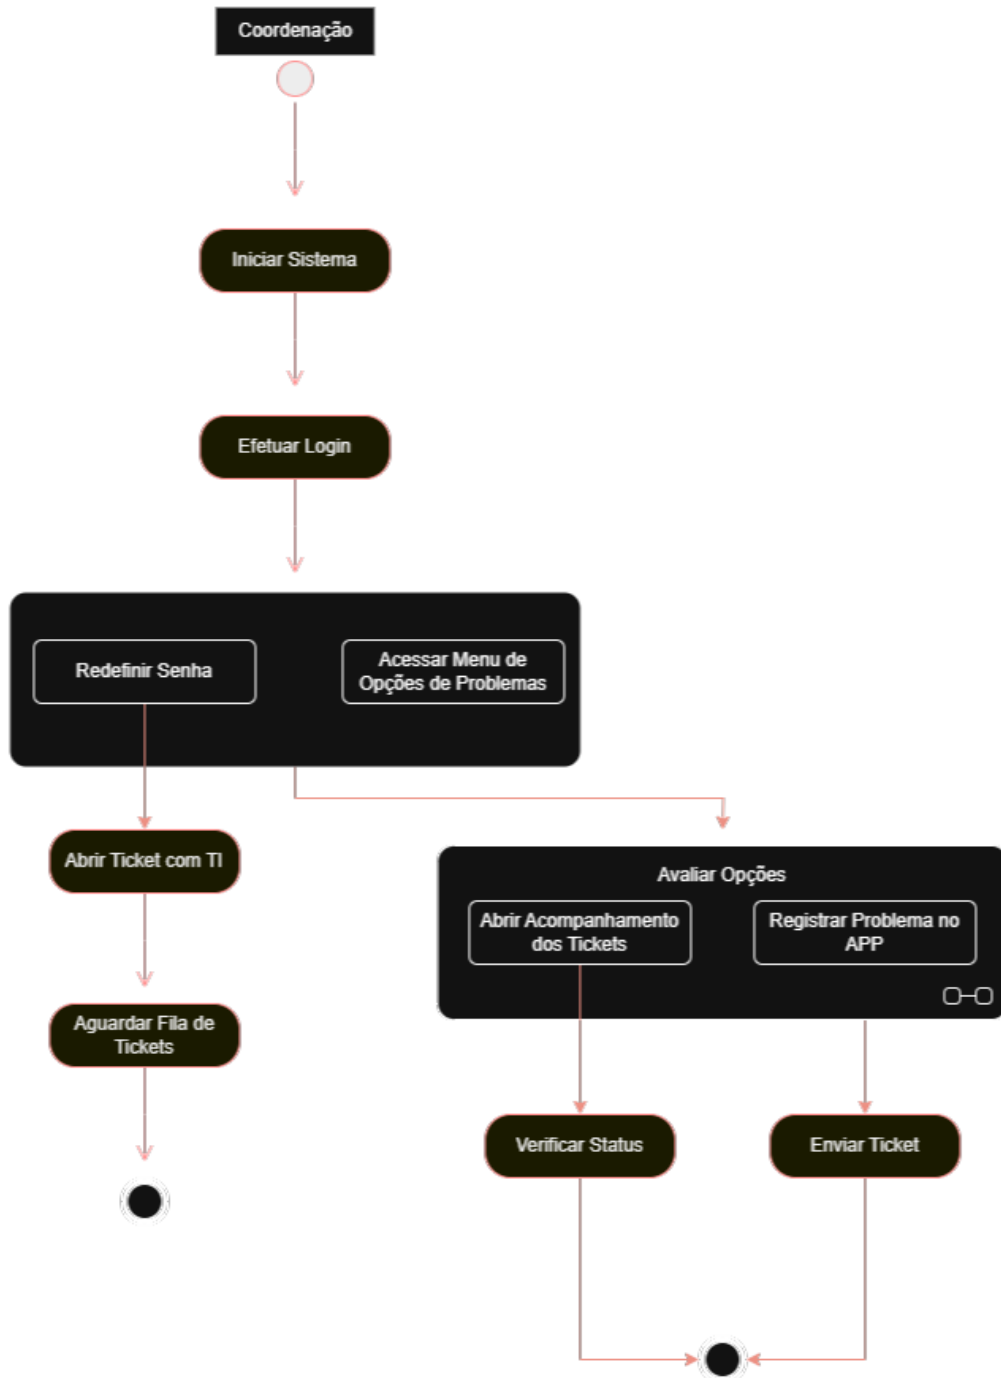 Coordenação
Iniciar Sistema
Efetuar Login
Redefinir Senha
Acessar Menu de
Opções de Problemas
Abrir Ticket com TI
Avaliar Opções
Abrir Acompanhamento
dos Tickets
Registrar Problema no
APP
Aguardar Fila de
Tickets
Verificar Status
Enviar Ticket